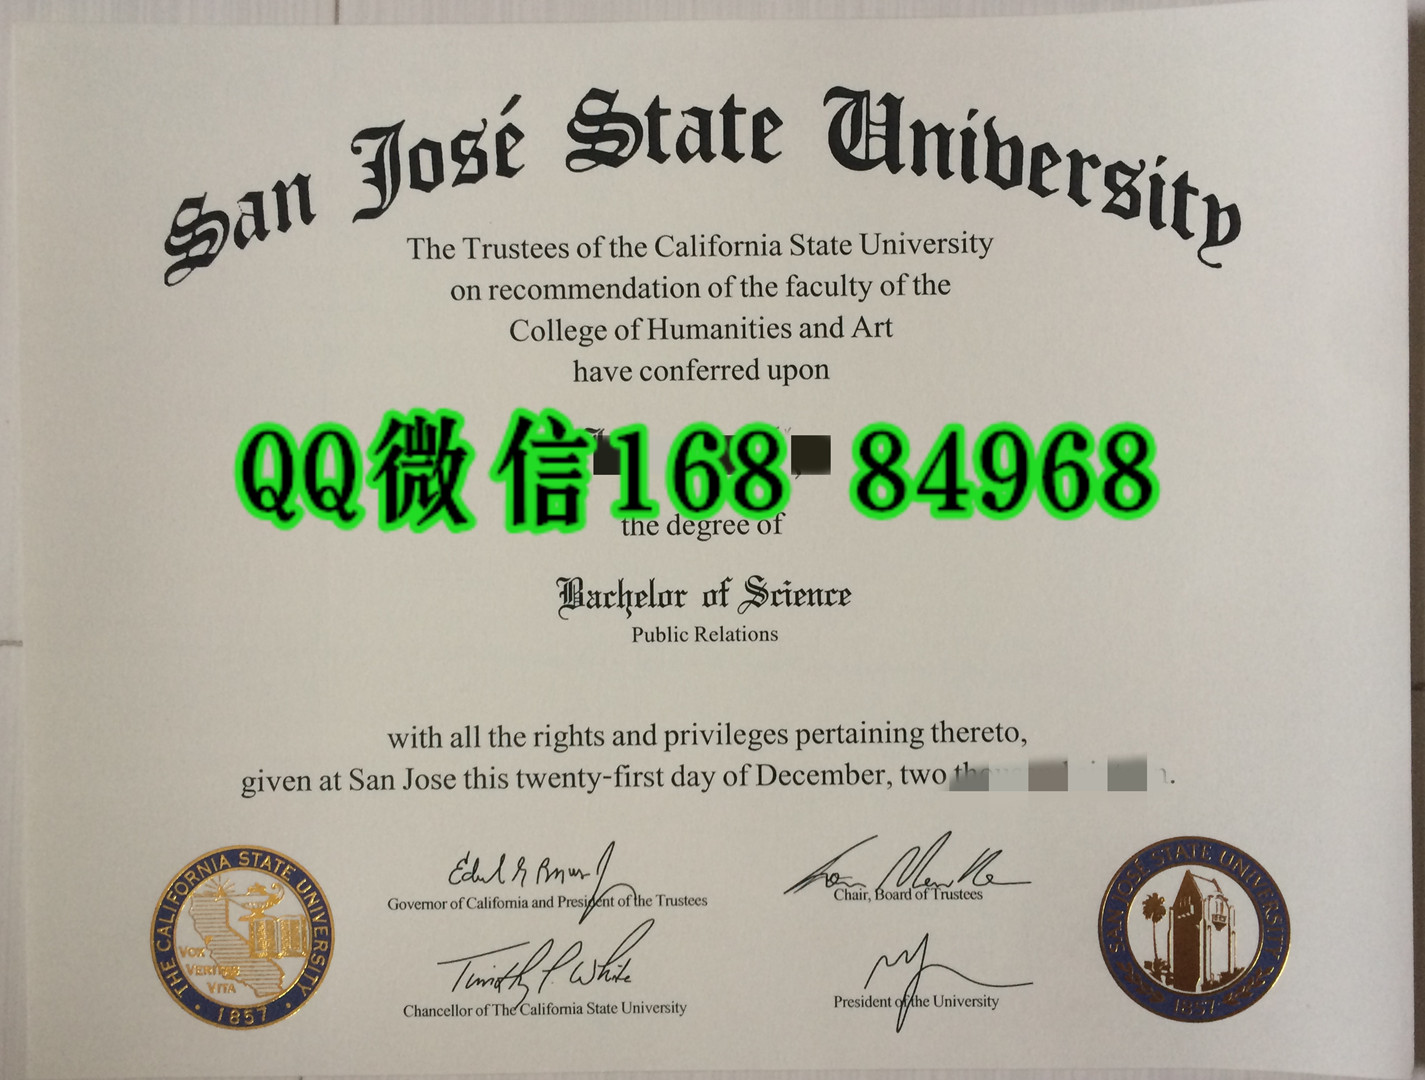 San José State University
The Trustees of the California State University
on recommendation of the faculty of the
College of Humanities and Art
have conferred upon
QQ微信168 84968
the degree of
Bachelor of Science
Public Relations
with all the rights and privileges pertaining thereto,
given at San Jose this twenty-first day of December, two
THE CALIFORNIA STATE UNIVERSITY
VOX
VERITAS
VITA
1857
Governor of California and President of the Trustees
Chair, Board of Trustees
Timothy P. White
Chancellor of The California State University
President of the University
SAN JOSÉ STATE UNIVERSITY
1857